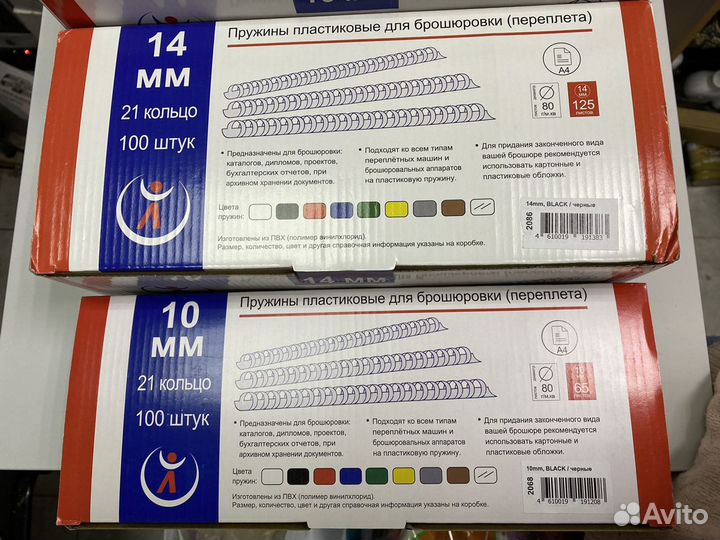 14
мм
21 кольцо
100 штук
Пружины пластиковые для брошюровки (переплета)
A4
листов
диаметр
80
г/м.кв
14
мм
125
листов
Предназначены для брошюровки:
каталогов, дипломов, проектов,
бухгалтерских отчетов, при
архивном хранении документов.
Подходят ко всем типам
переплётных машин и
брошюровальных аппаратов
на пластиковую пружину.
Для придания законченного вида
вашей брошюре рекомендуется
использовать картонные и
пластиковые обложки.
Цвета
пружин:
Изготовлены из ПВХ (полимер винилхлорид).
Размер, количество, цвет и другая справочная информация указаны на коробке.
14mm, BLACK / черные
2086
4 610019 191383
14 мм
10
мм
21 кольцо
100 штук
Пружины пластиковые для брошюровки (переплета)
A4
листов
диаметр
80
г/м.кв
10
мм
65
листов
Предназначены для брошюровки:
каталогов, дипломов, проектов,
бухгалтерских отчетов, при
архивном хранении документов.
Подходят ко всем типам
переплётных машин и
брошюровальных аппаратов
на пластиковую пружину.
Для придания законченного вида
вашей брошюре рекомендуется
использовать картонные и
пластиковые обложки.
Цвета
пружин:
Изготовлены из ПВХ (полимер винилхлорид).
Размер, количество, цвет и другая справочная информация указаны на коробке.
10mm, BLACK / черные
2068
4 610019 191208
Avito